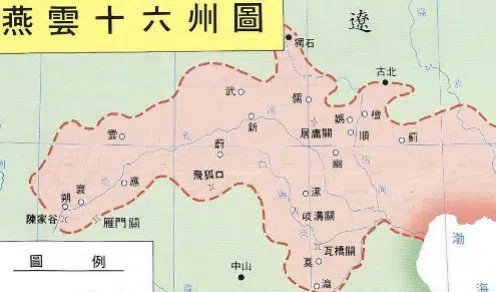 燕雲十六州圖
遼
獨石
古北
武
儒
媯
檀
新
居庸關
順
薊
雲
蔚
幽
飛狐口
應
寰
朔
涿
陳家谷
雁門關
岐溝關
瓦橋關
莫
中山
瀛
渤
海
圖例